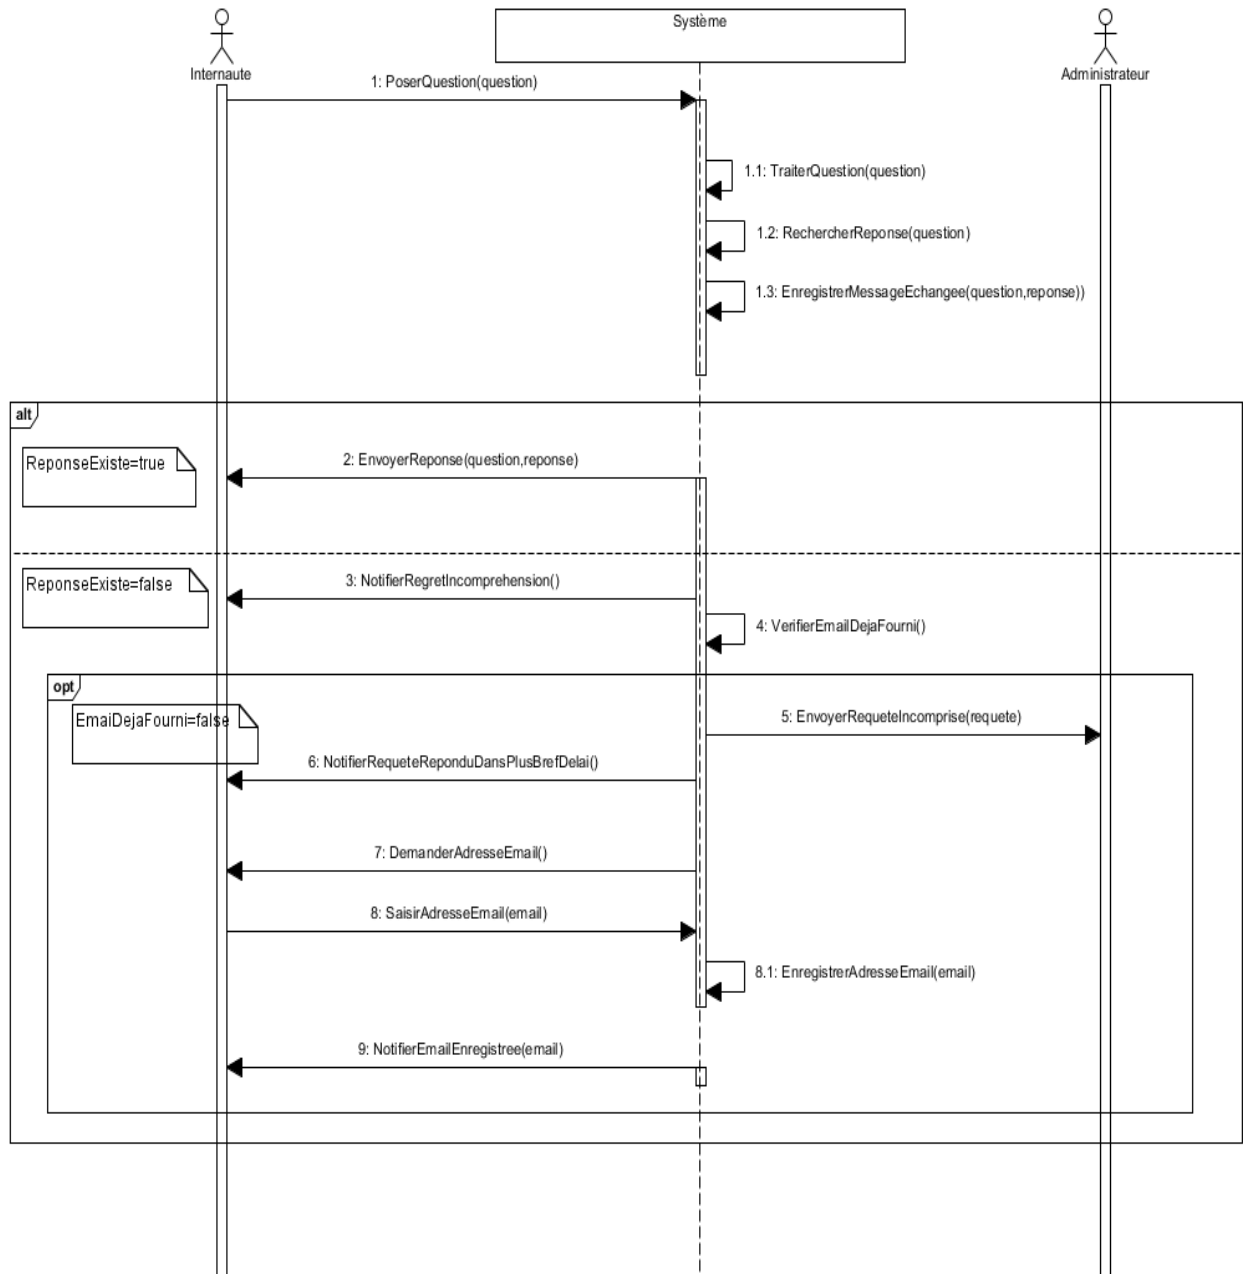 Système
Internaute
Administrateur
1: PoserQuestion(question)
1.1: TraiterQuestion(question)
1.2: RechercherReponse(question)
1.3: EnregistrerMessageEchangee(question,reponse))
alt
ReponseExiste=true
2: EnvoyerReponse(question,reponse)
ReponseExiste=false
3: NotifierRegretIncomprehension()
4: VerifierEmailDejaFourni()
opt
EmaiDejaFourni=false
5: EnvoyerRequeteIncomprise(requete)
6: NotifierRequeteReponduDansPlusBrefDelai()
7: DemanderAdresseEmail()
8: SaisirAdresseEmail(email)
8.1: EnregistrerAdresseEmail(email)
9: NotifierEmailEnregistree(email)